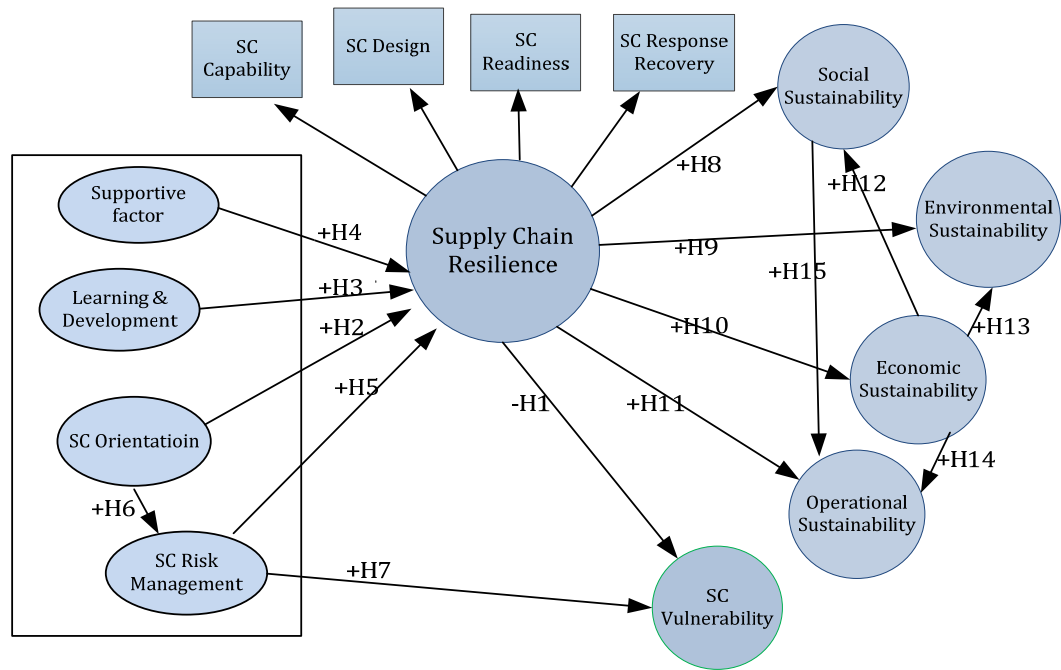 SC
Capability
SC Design
SC
Readiness
SC Response
Recovery
Social
Sustainability
Supportive
factor
+H4
Learning &
Development
+H3
+H2
SC Orientatioin
+H5
+H6
SC Risk
Management
+H7
Supply Chain
Resilience
+H8
+H9
+H10
+H11
-H1
+H12
+H15
Environmental
Sustainability
+H13
Economic
Sustainability
+H14
Operational
Sustainability
SC
Vulnerability